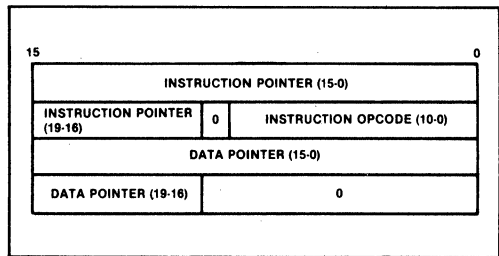 15 0
INSTRUCTION POINTER (15-0)
INSTRUCTION POINTER
(19-16)
0
INSTRUCTION OPCODE (10-0)
DATA POINTER (15-0)
DATA POINTER (19-16) 0